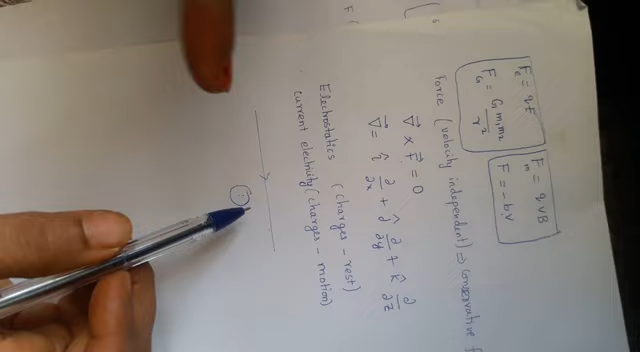 F_e = qE
F_G = G m₁m₂ / r²
F_m = qVB
F = -bV
Force (velocity independent) ⇒ conservative f
∇⃗ × F⃗ = 0
∇⃗ = î ∂/∂x + ĵ ∂/∂y + k̂ ∂/∂z
Electrostatics (charges - rest)
current electricity (charges - motion)